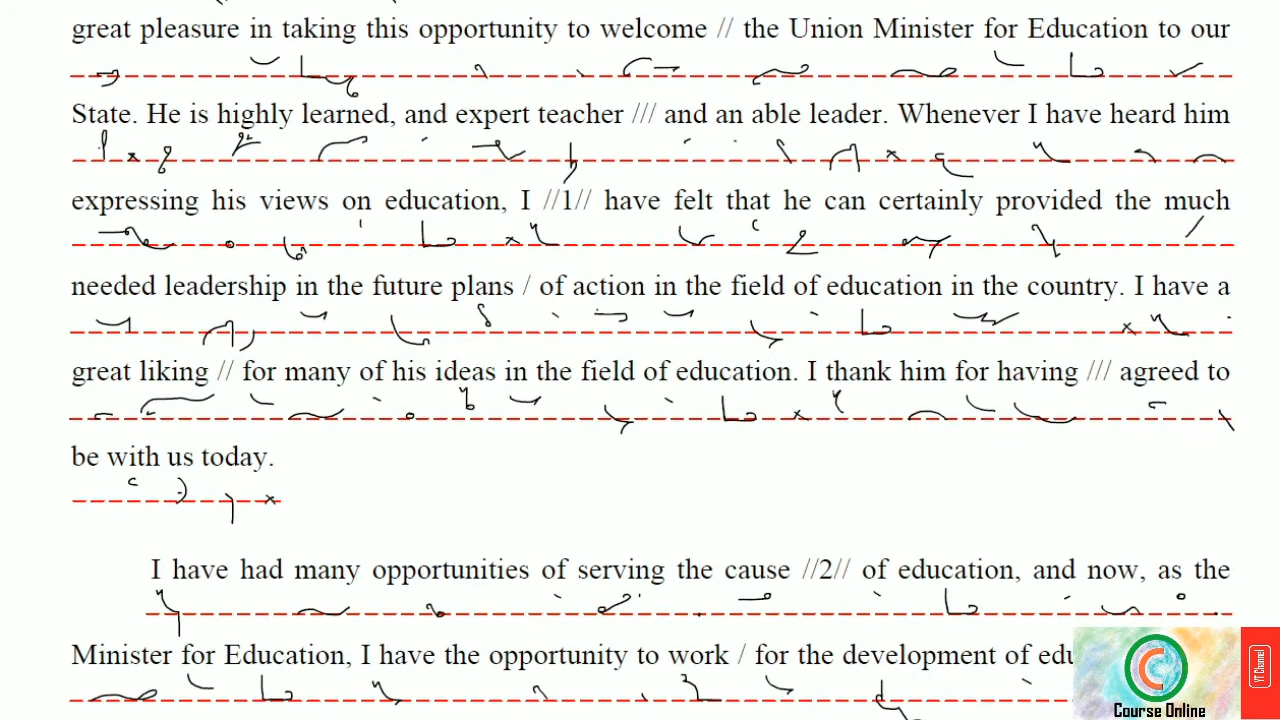 great pleasure in taking this opportunity to welcome // the Union Minister for Education to our
State. He is highly learned, and expert teacher /// and an able leader. Whenever I have heard him
expressing his views on education, I //1// have felt that he can certainly provided the much
needed leadership in the future plans / of action in the field of education in the country. I have a
great liking // for many of his ideas in the field of education. I thank him for having /// agreed to
be with us today.
I have had many opportunities of serving the cause //2// of education, and now, as the
Minister for Education, I have the opportunity to work / for the development of edu
Course Online
YT Channel